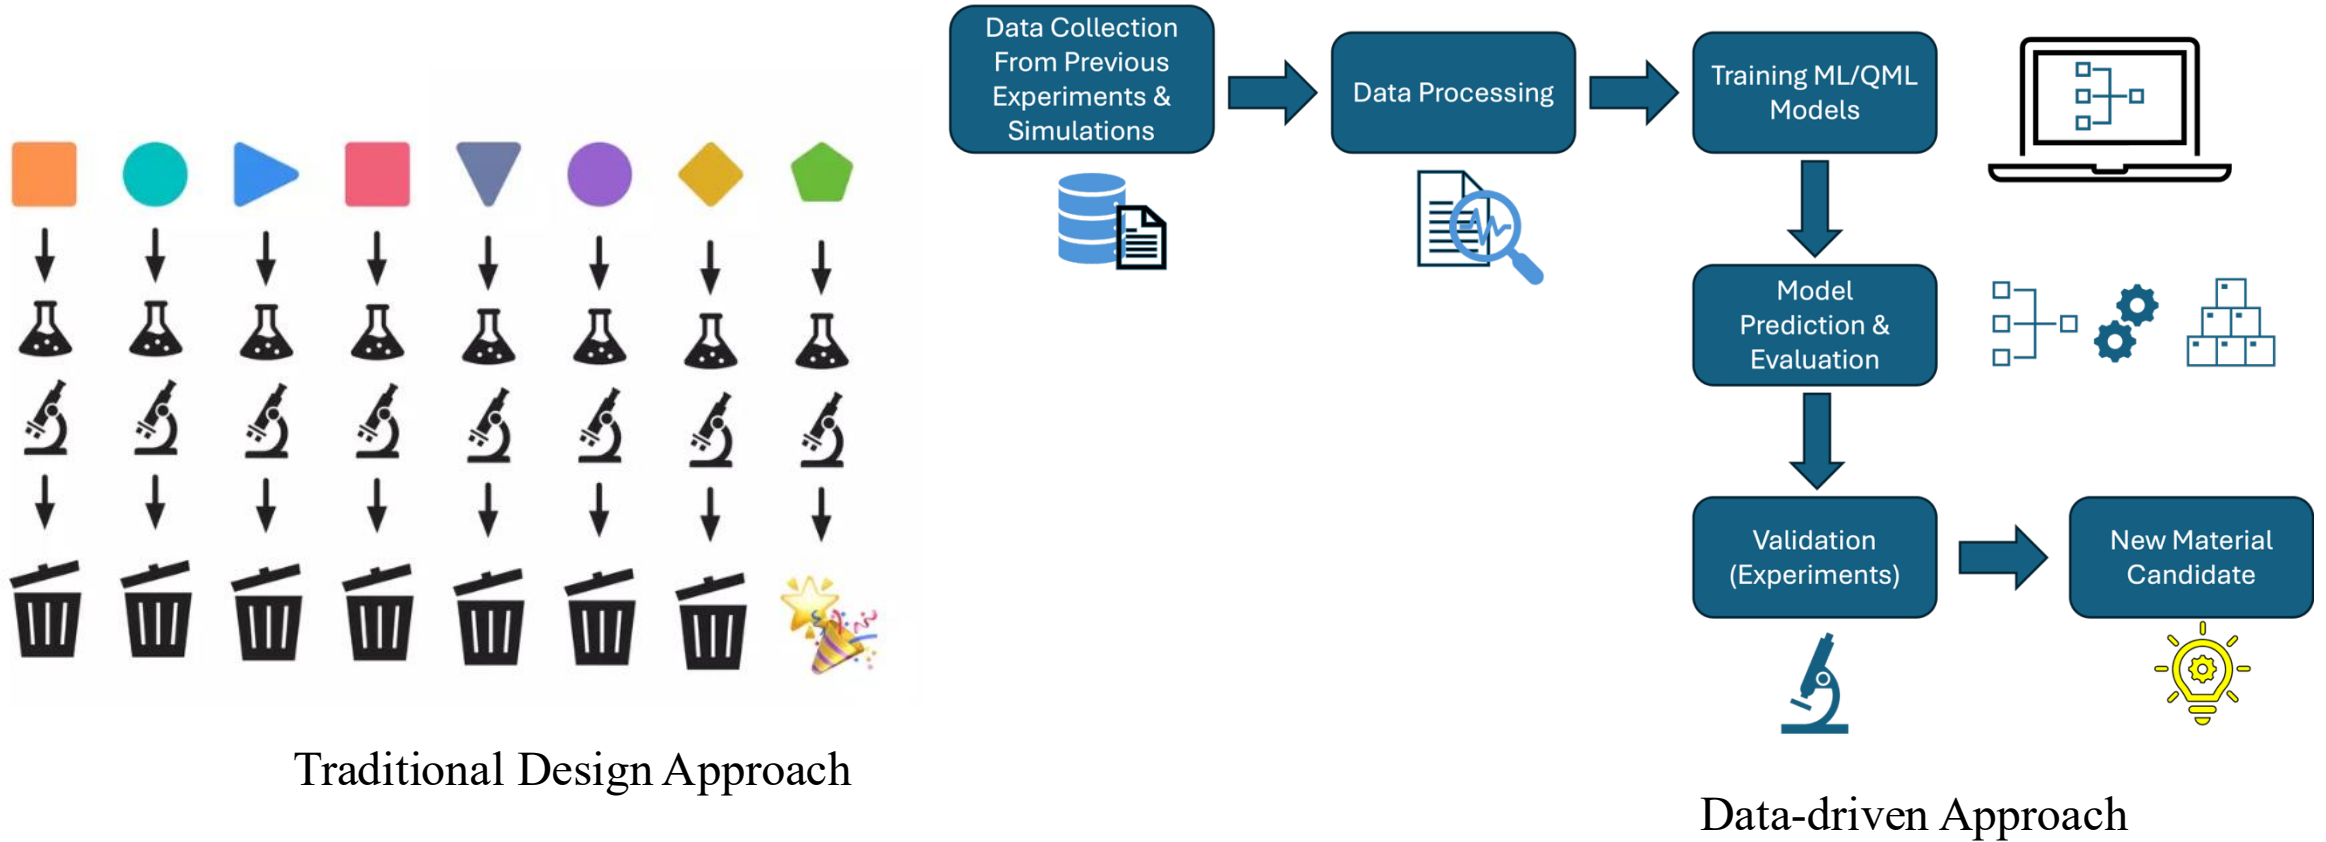 Data Collection
From Previous
Experiments &
Simulations
Data Processing
Training ML/QML
Models
Model
Prediction &
Evaluation
Validation
(Experiments)
New Material
Candidate
Traditional Design Approach
Data-driven Approach